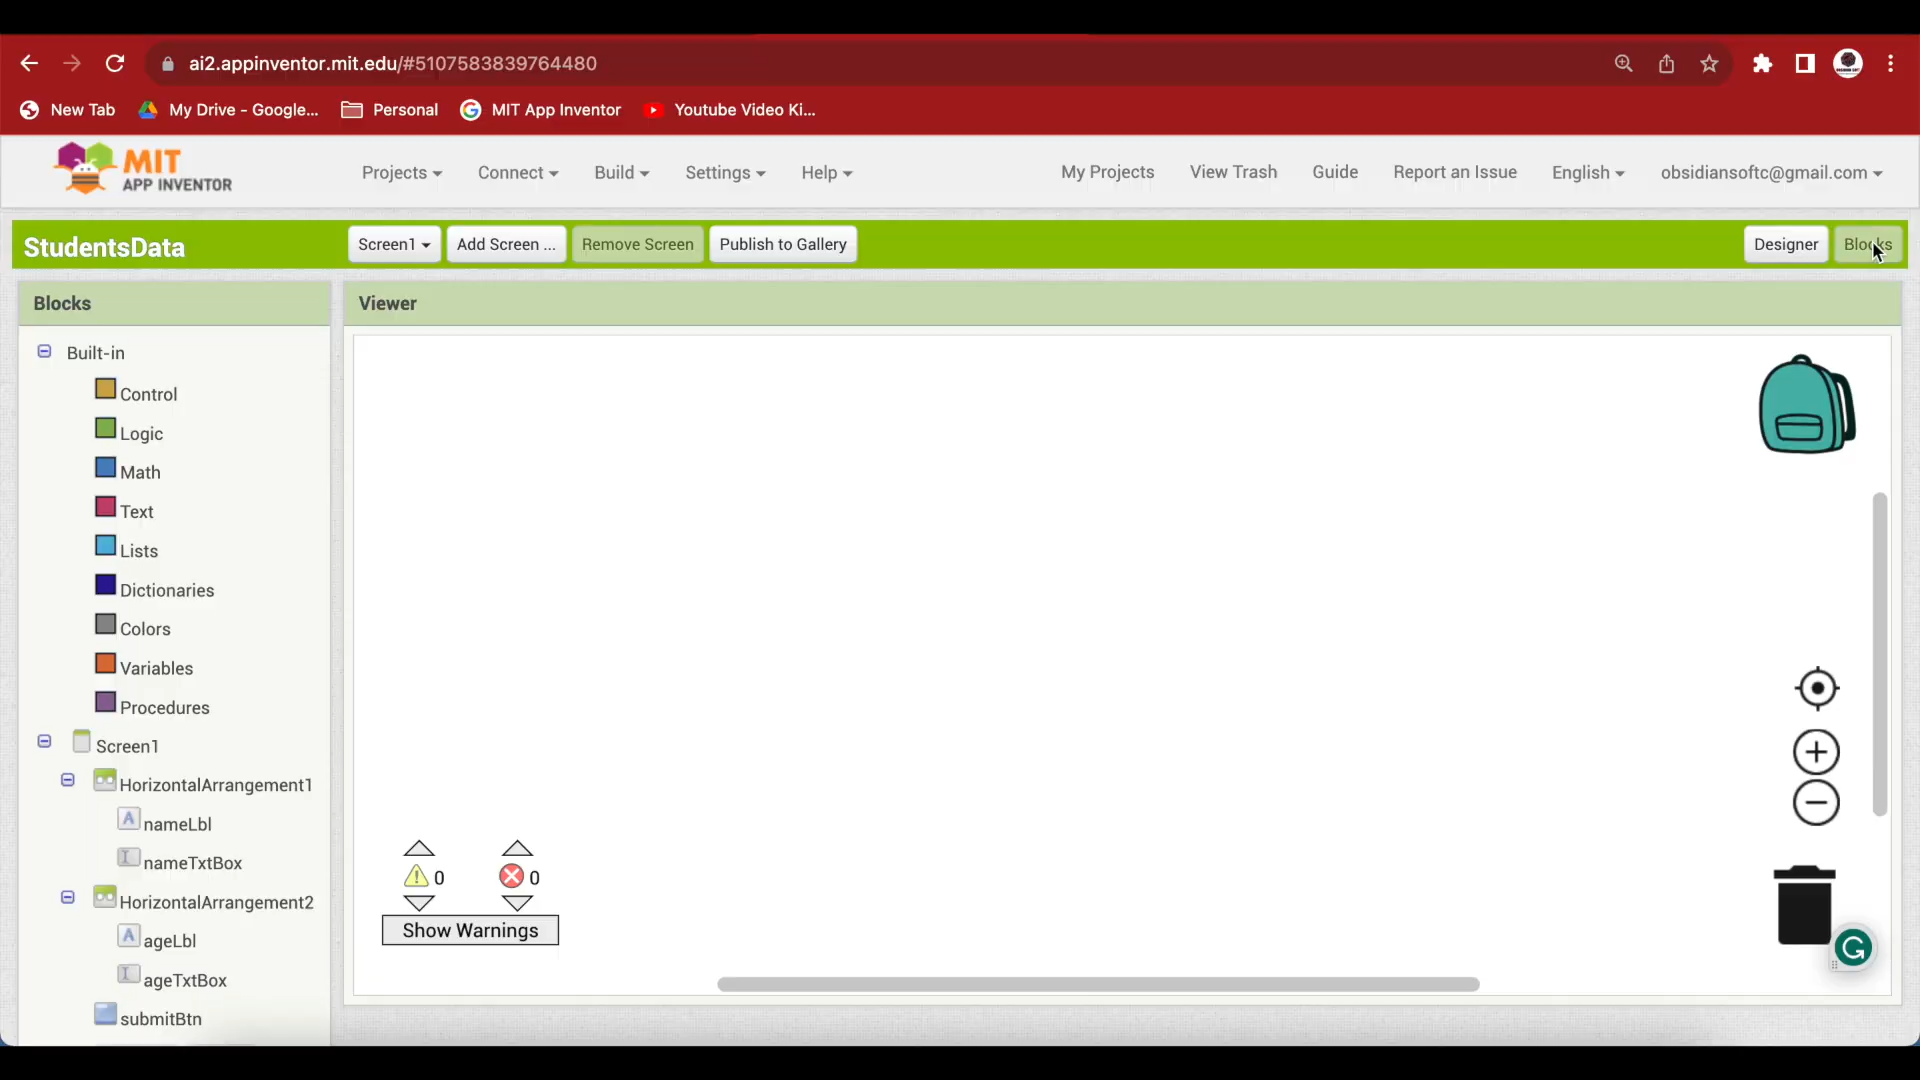 ai2.appinventor.mit.edu/#5107583839764480
New Tab
My Drive - Google...
Personal
MIT App Inventor
Youtube Video Ki...
MIT
APP INVENTOR
Projects
Connect
Build
Settings
Help
My Projects
View Trash
Guide
Report an Issue
English
obsidiansoftc@gmail.com
StudentsData
Screen1
Add Screen ...
Remove Screen
Publish to Gallery
Designer
Blocks
Blocks
Viewer
Built-in
Control
Logic
Math
Text
Lists
Dictionaries
Colors
Variables
Procedures
Screen1
HorizontalArrangement1
A
nameLbl
nameTxtBox
HorizontalArrangement2
A
ageLbl
ageTxtBox
submitBtn
0
0
Show Warnings